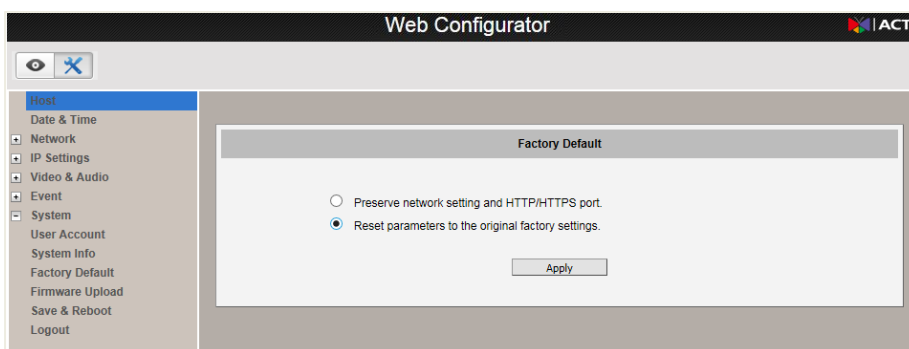 Web Configurator
ACT
Host
Date & Time
Network
IP Settings
Video & Audio
Event
System
User Account
System Info
Factory Default
Firmware Upload
Save & Reboot
Logout
Factory Default
Preserve network setting and HTTP/HTTPS port.
Reset parameters to the original factory settings.
Apply